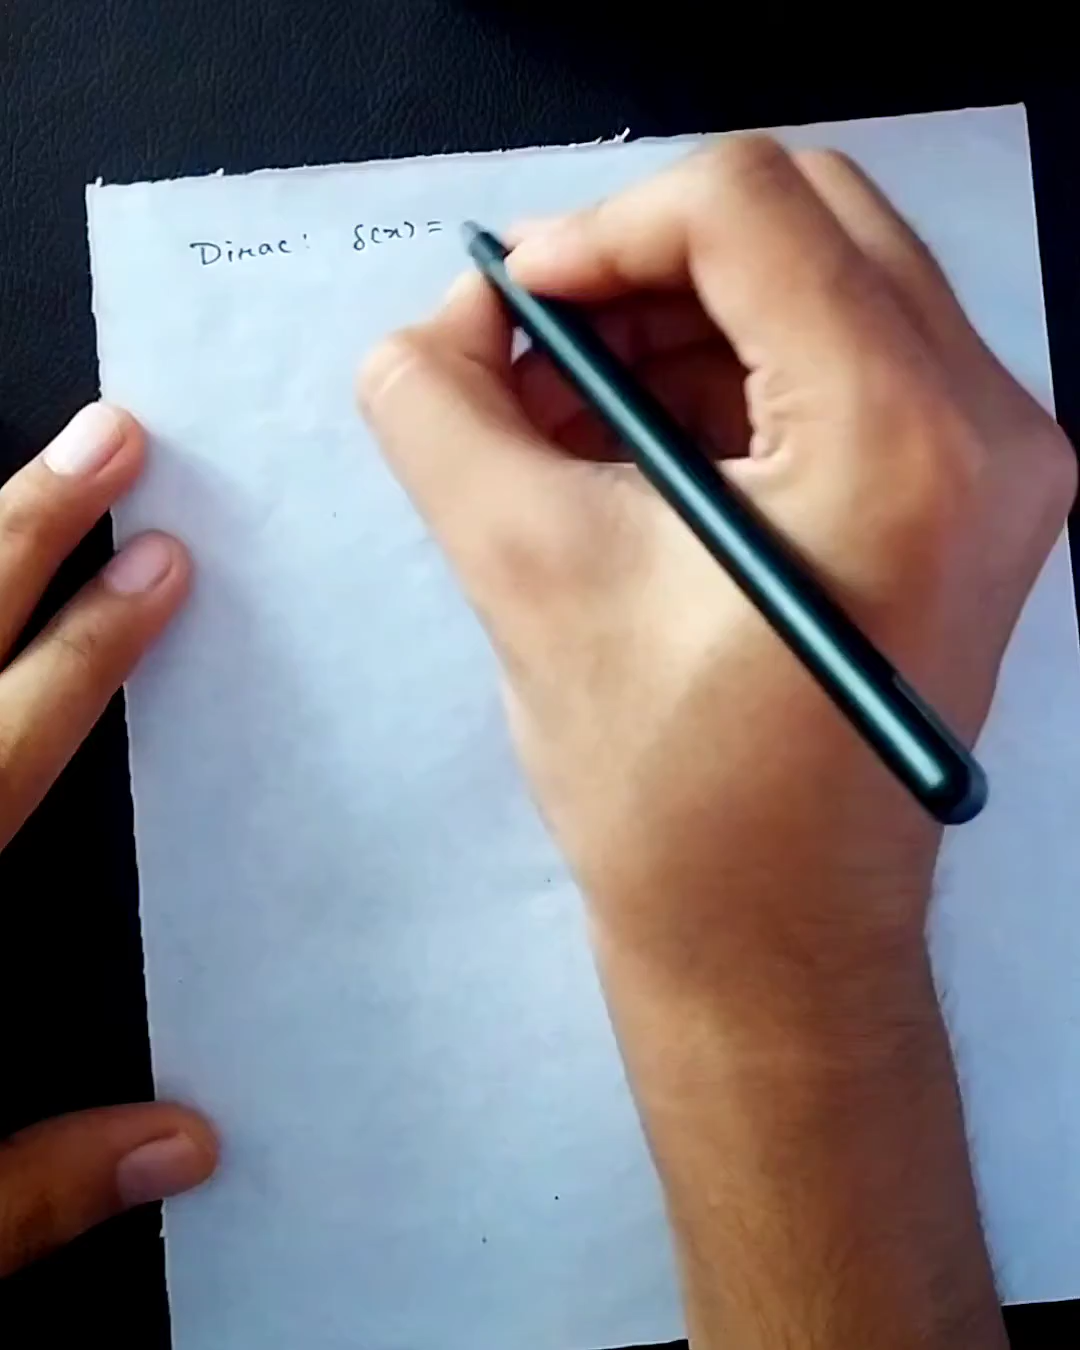 Dirac: δ(x) =